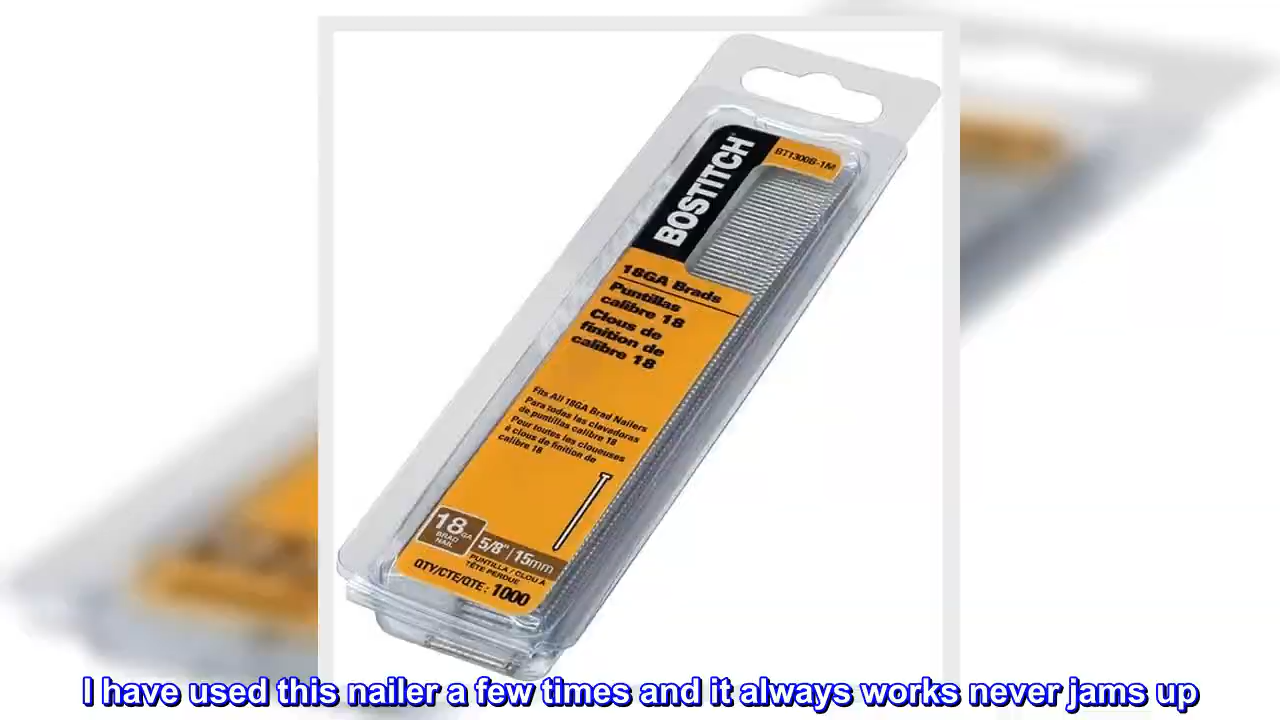 BOSTITCH
BT1300B-1M
18GA Brads
Puntillas
calibre 18
Clous de
finition de
calibre 18
Fits All 18GA Brad Nailers
Para todas las clavadoras
de puntillas calibre 18
Pour toutes les cloueuses
à clous de finition de
calibre 18
18GA
BRAD
NAIL
5/8" | 15mm
PUNTILLA / CLOU À
TÊTE PERDUE
QTY/CTE/QTE: 1000
I have used this nailer a few times and it always works never jams up